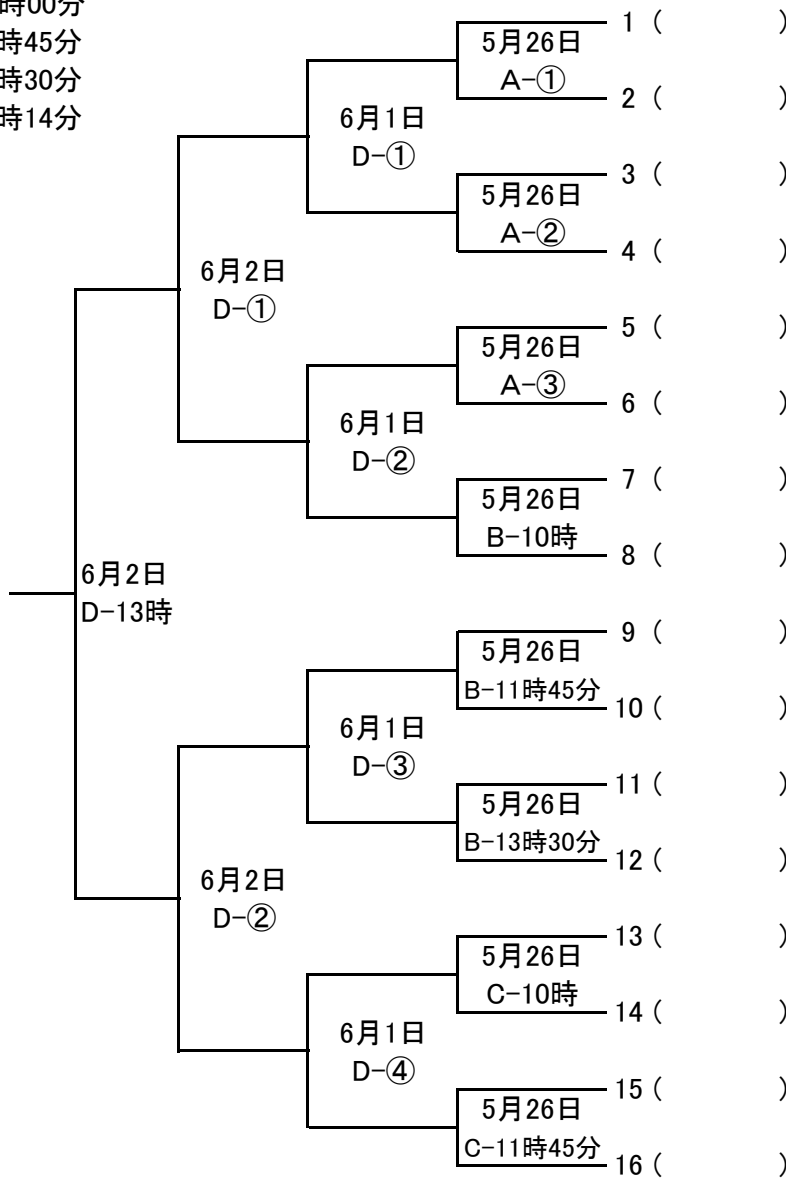 時00分
時45分
時30分
時14分
1 ( )
5月26日
A-①
2 ( )
6月1日
D-①
3 ( )
5月26日
A-②
4 ( )
6月2日
D-①
5 ( )
5月26日
A-③
6 ( )
6月1日
D-②
7 ( )
5月26日
B-10時
8 ( )
6月2日
D-13時
9 ( )
5月26日
B-11時45分
10 ( )
6月1日
D-③
11 ( )
5月26日
B-13時30分
12 ( )
6月2日
D-②
13 ( )
5月26日
C-10時
14 ( )
6月1日
D-④
15 ( )
5月26日
C-11時45分
16 ( )